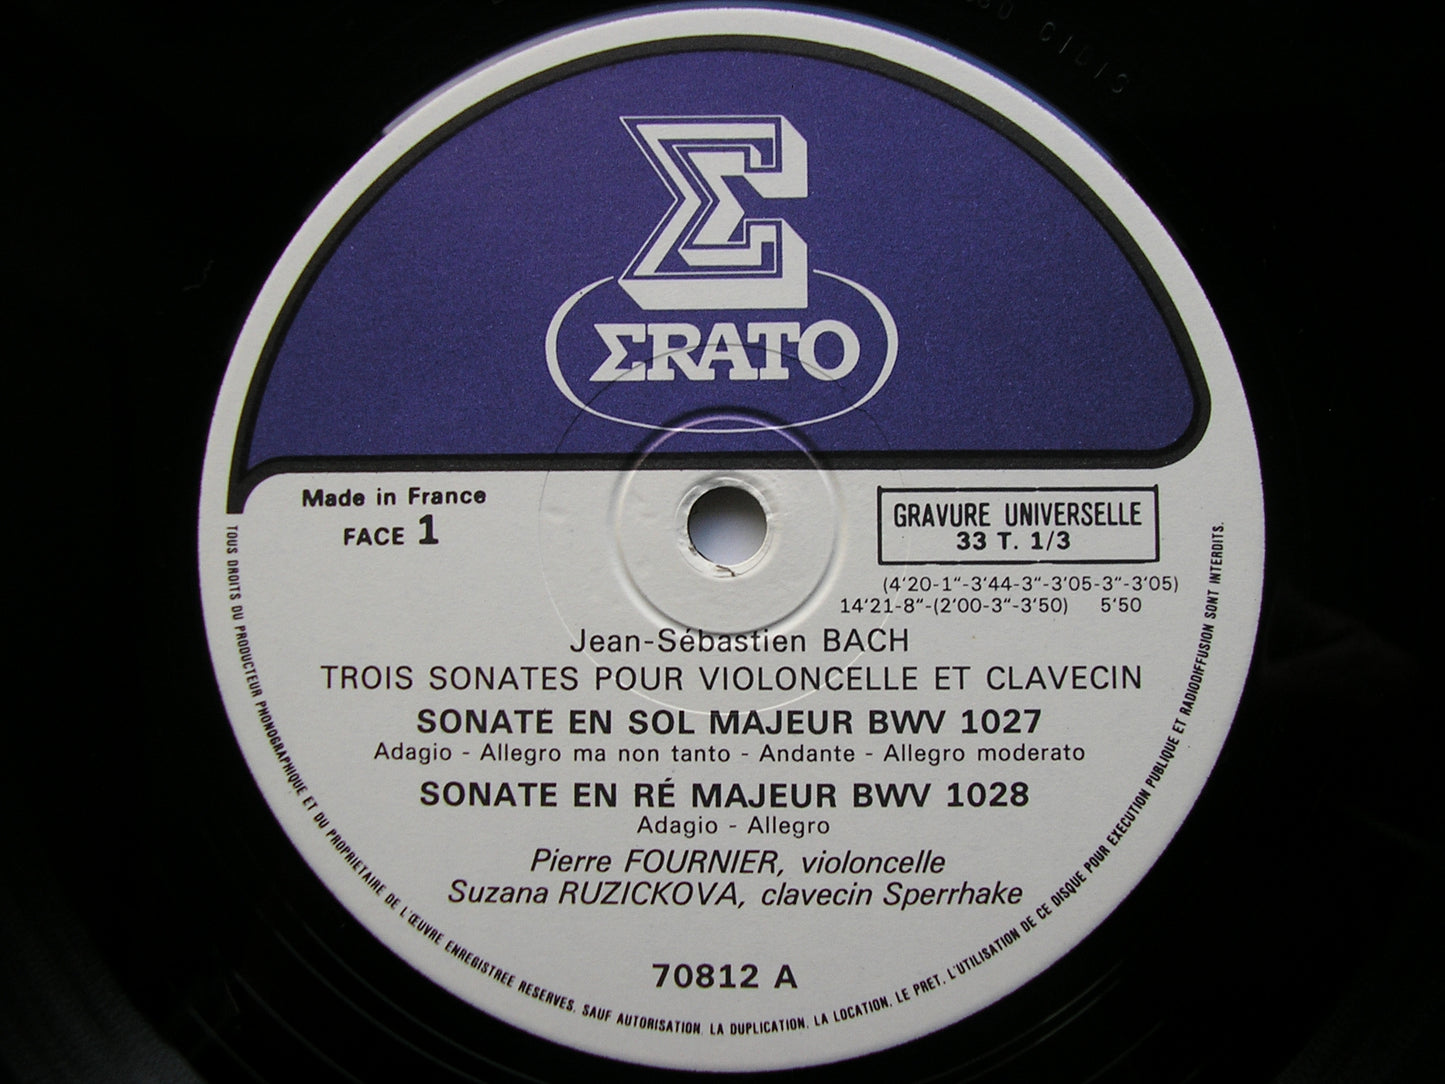 ΣRATO
Made in France
FACE 1
GRAVURE UNIVERSELLE
33 T. 1/3
(4'20-1"-3'44-3"-3'05-3"-3'05)
14'21-8"-(2'00-3"-3'50) 5'50
Jean-Sébastien BACH
TROIS SONATES POUR VIOLONCELLE ET CLAVECIN
SONATE EN SOL MAJEUR BWV 1027
Adagio - Allegro ma non tanto - Andante - Allegro moderato
SONATE EN RÉ MAJEUR BWV 1028
Adagio - Allegro
Pierre FOURNIER, violoncelle
Suzana RUZICKOVA, clavecin Sperrhake
70812 A
TOUS DROITS DU PRODUCTEUR PHONOGRAPHIQUE ET DU PROPRIETAIRE DE L'ŒUVRE ENREGISTREE RESERVES. SAUF AUTORISATION. LA DUPLICATION. LA LOCATION. LE PRET. L'UTILISATION DE CE DISQUE POUR EXECUTION PUBLIQUE ET RADIODIFFUSION SONT INTERDITS.